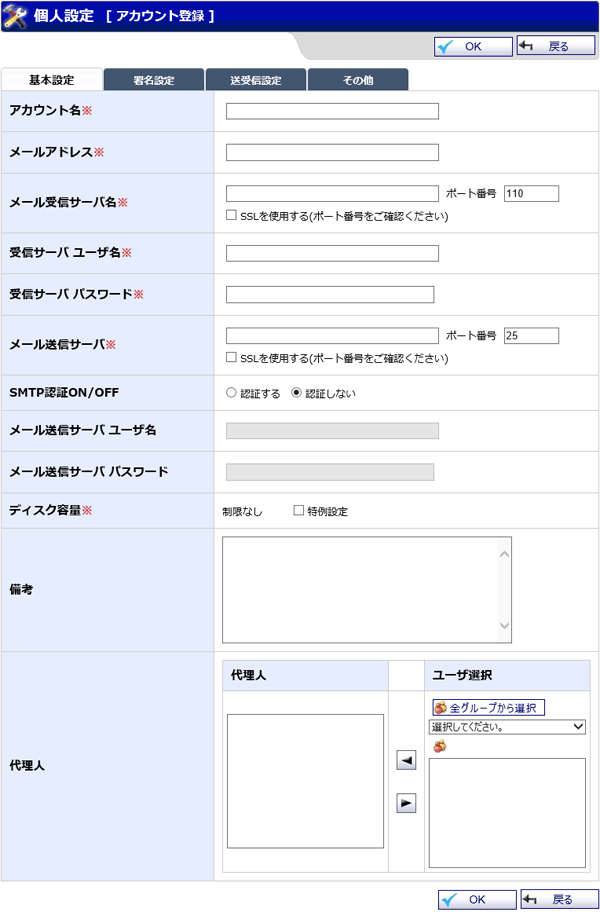 個人設定 [ アカウント登録 ]
OK 戻る
基本設定 署名設定 送受信設定 その他
アカウント名※
メールアドレス※
メール受信サーバ名※ ポート番号 110
SSLを使用する(ポート番号をご確認ください)
受信サーバ ユーザ名※
受信サーバ パスワード※
メール送信サーバ※ ポート番号 25
SSLを使用する(ポート番号をご確認ください)
SMTP認証ON/OFF 認証する 認証しない
メール送信サーバ ユーザ名
メール送信サーバ パスワード
ディスク容量※ 制限なし 特例設定
備考
代理人 ユーザ選択
全グループから選択
選択してください。
代理人
OK 戻る